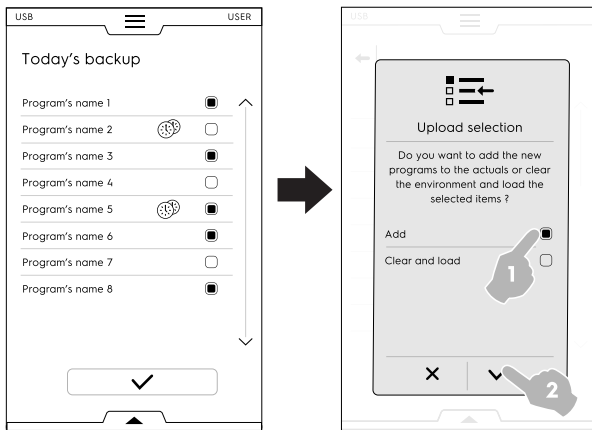 USB
USER
Today's backup
Program's name 1
Program's name 2
Program's name 3
Program's name 4
Program's name 5
Program's name 6
Program's name 7
Program's name 8
USB
Upload selection
Do you want to add the new
programs to the actuals or clear
the environment and load the
selected items ?
Add
Clear and load
1
2